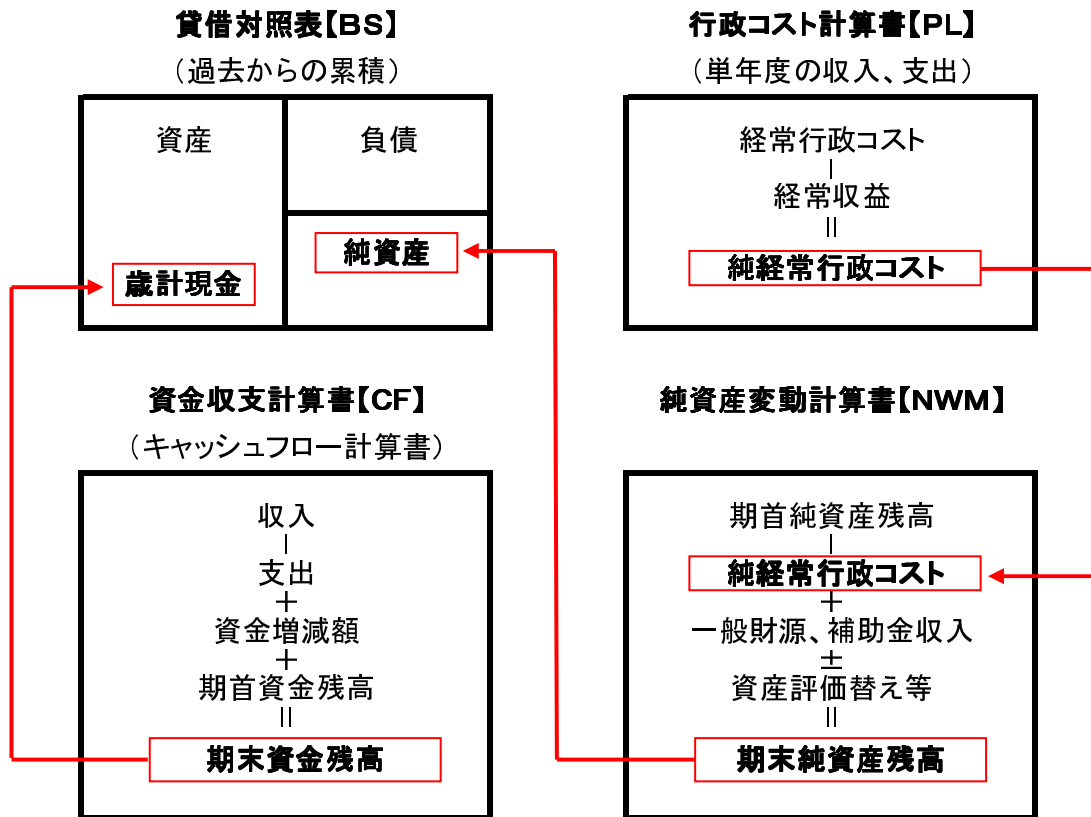 貸借対照表【BS】
（過去からの累積）
資産
負債
純資産
歳計現金
行政コスト計算書【PL】
（単年度の収入、支出）
経常行政コスト
－
経常収益
＝
純経常行政コスト
資金収支計算書【CF】
（キャッシュフロー計算書）
収入
－
支出
＋
資金増減額
＋
期首資金残高
＝
期末資金残高
純資産変動計算書【NWM】
期首純資産残高
－
純経常行政コスト
＋
一般財源、補助金収入
±
資産評価替え等
＝
期末純資産残高